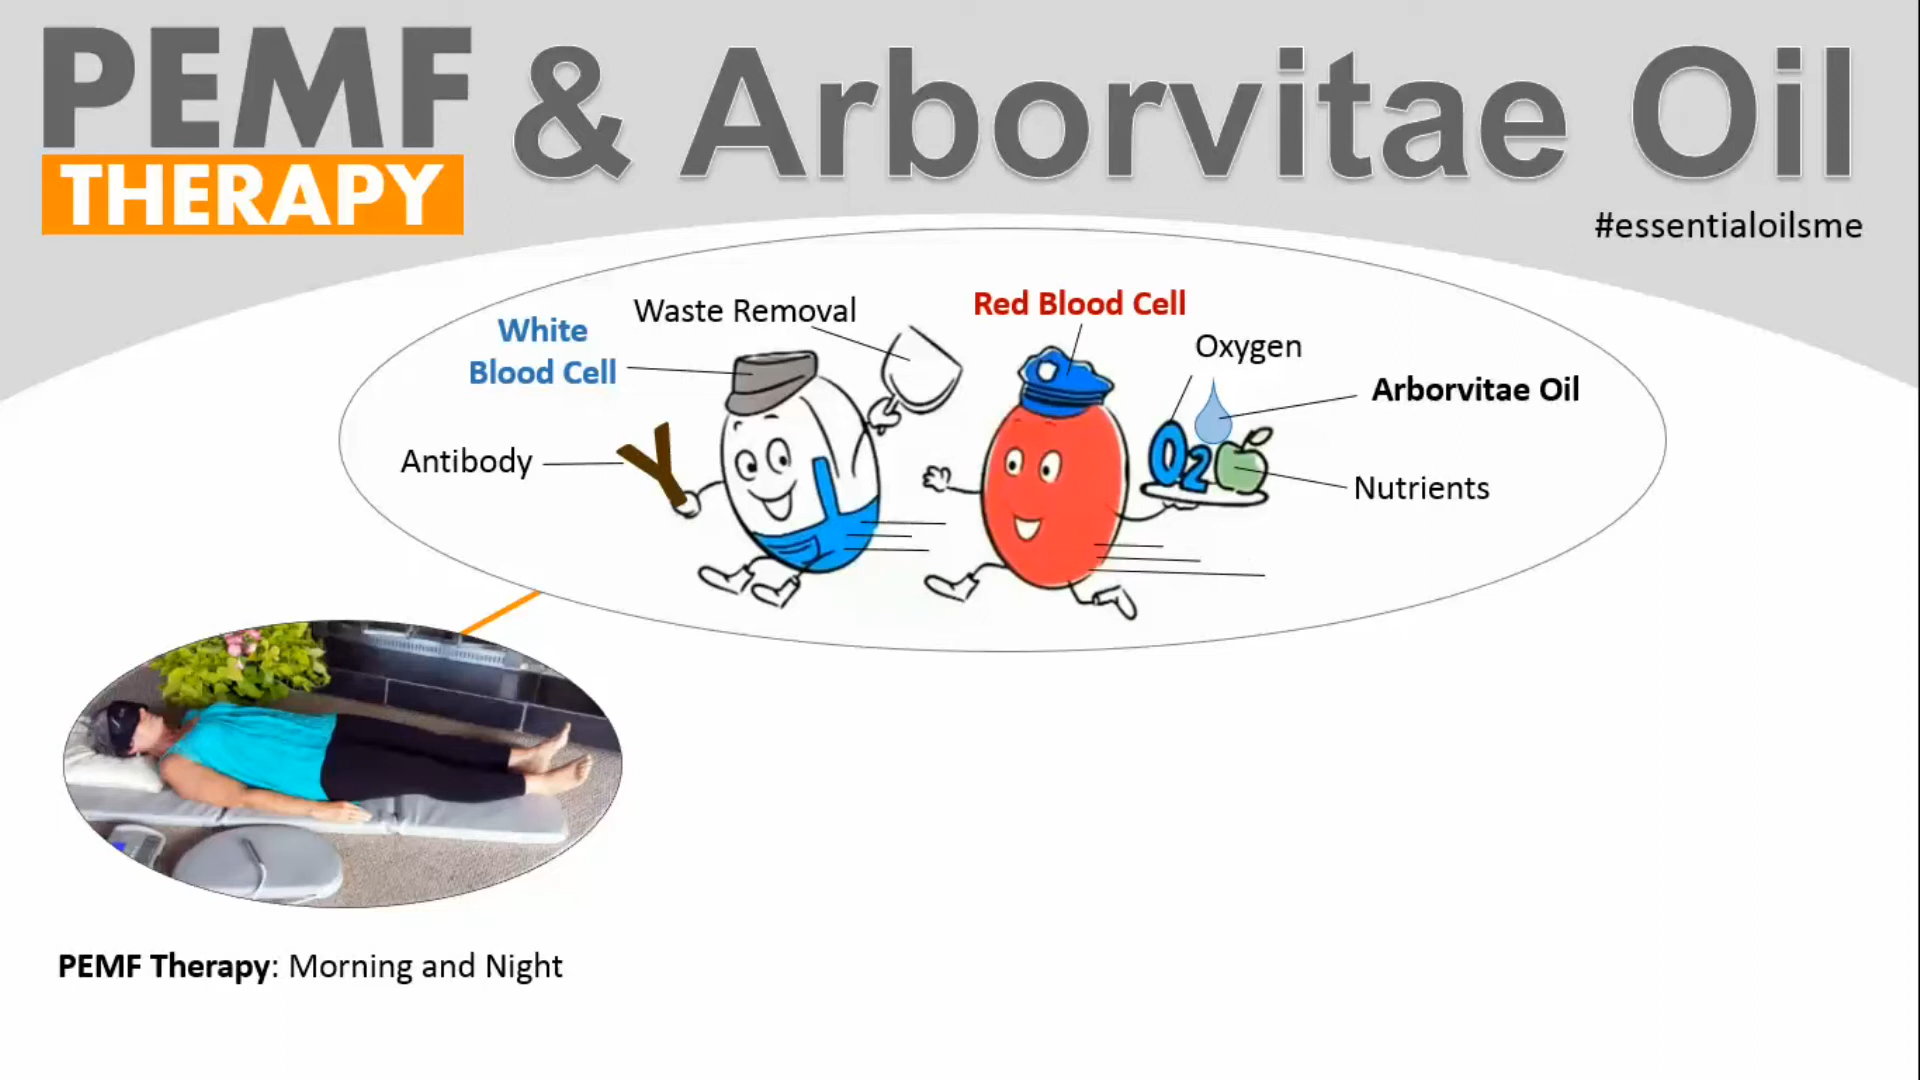 PEMF & Arborvitae Oil
THERAPY
#essentialoilsme
Waste Removal
Red Blood Cell
White
Blood Cell
Oxygen
Arborvitae Oil
Antibody
O2
Nutrients
PEMF Therapy: Morning and Night